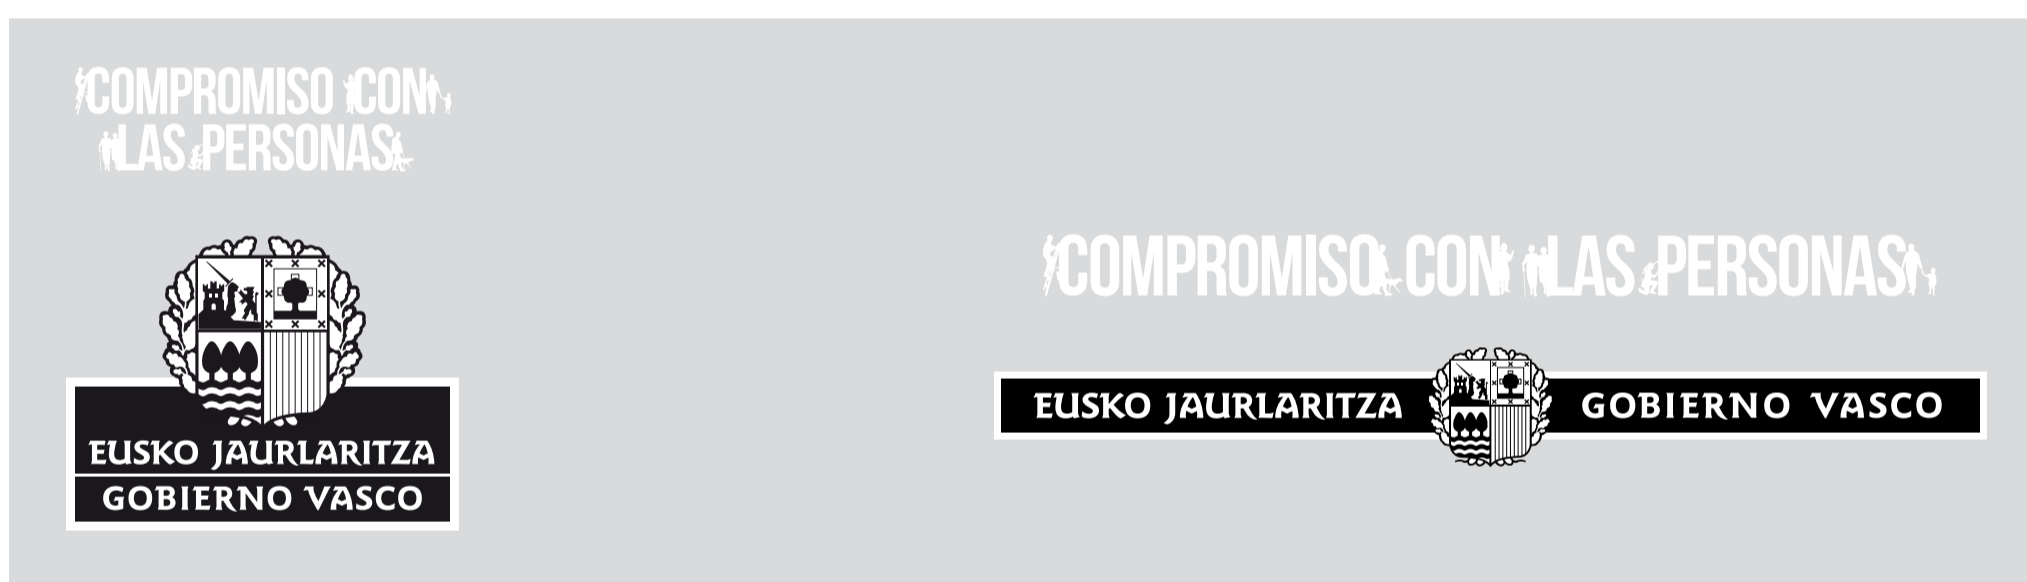 COMPROMISO CON
LAS PERSONAS
EUSKO JAURLARITZA
GOBIERNO VASCO
COMPROMISO CON LAS PERSONAS
EUSKO JAURLARITZA GOBIERNO VASCO